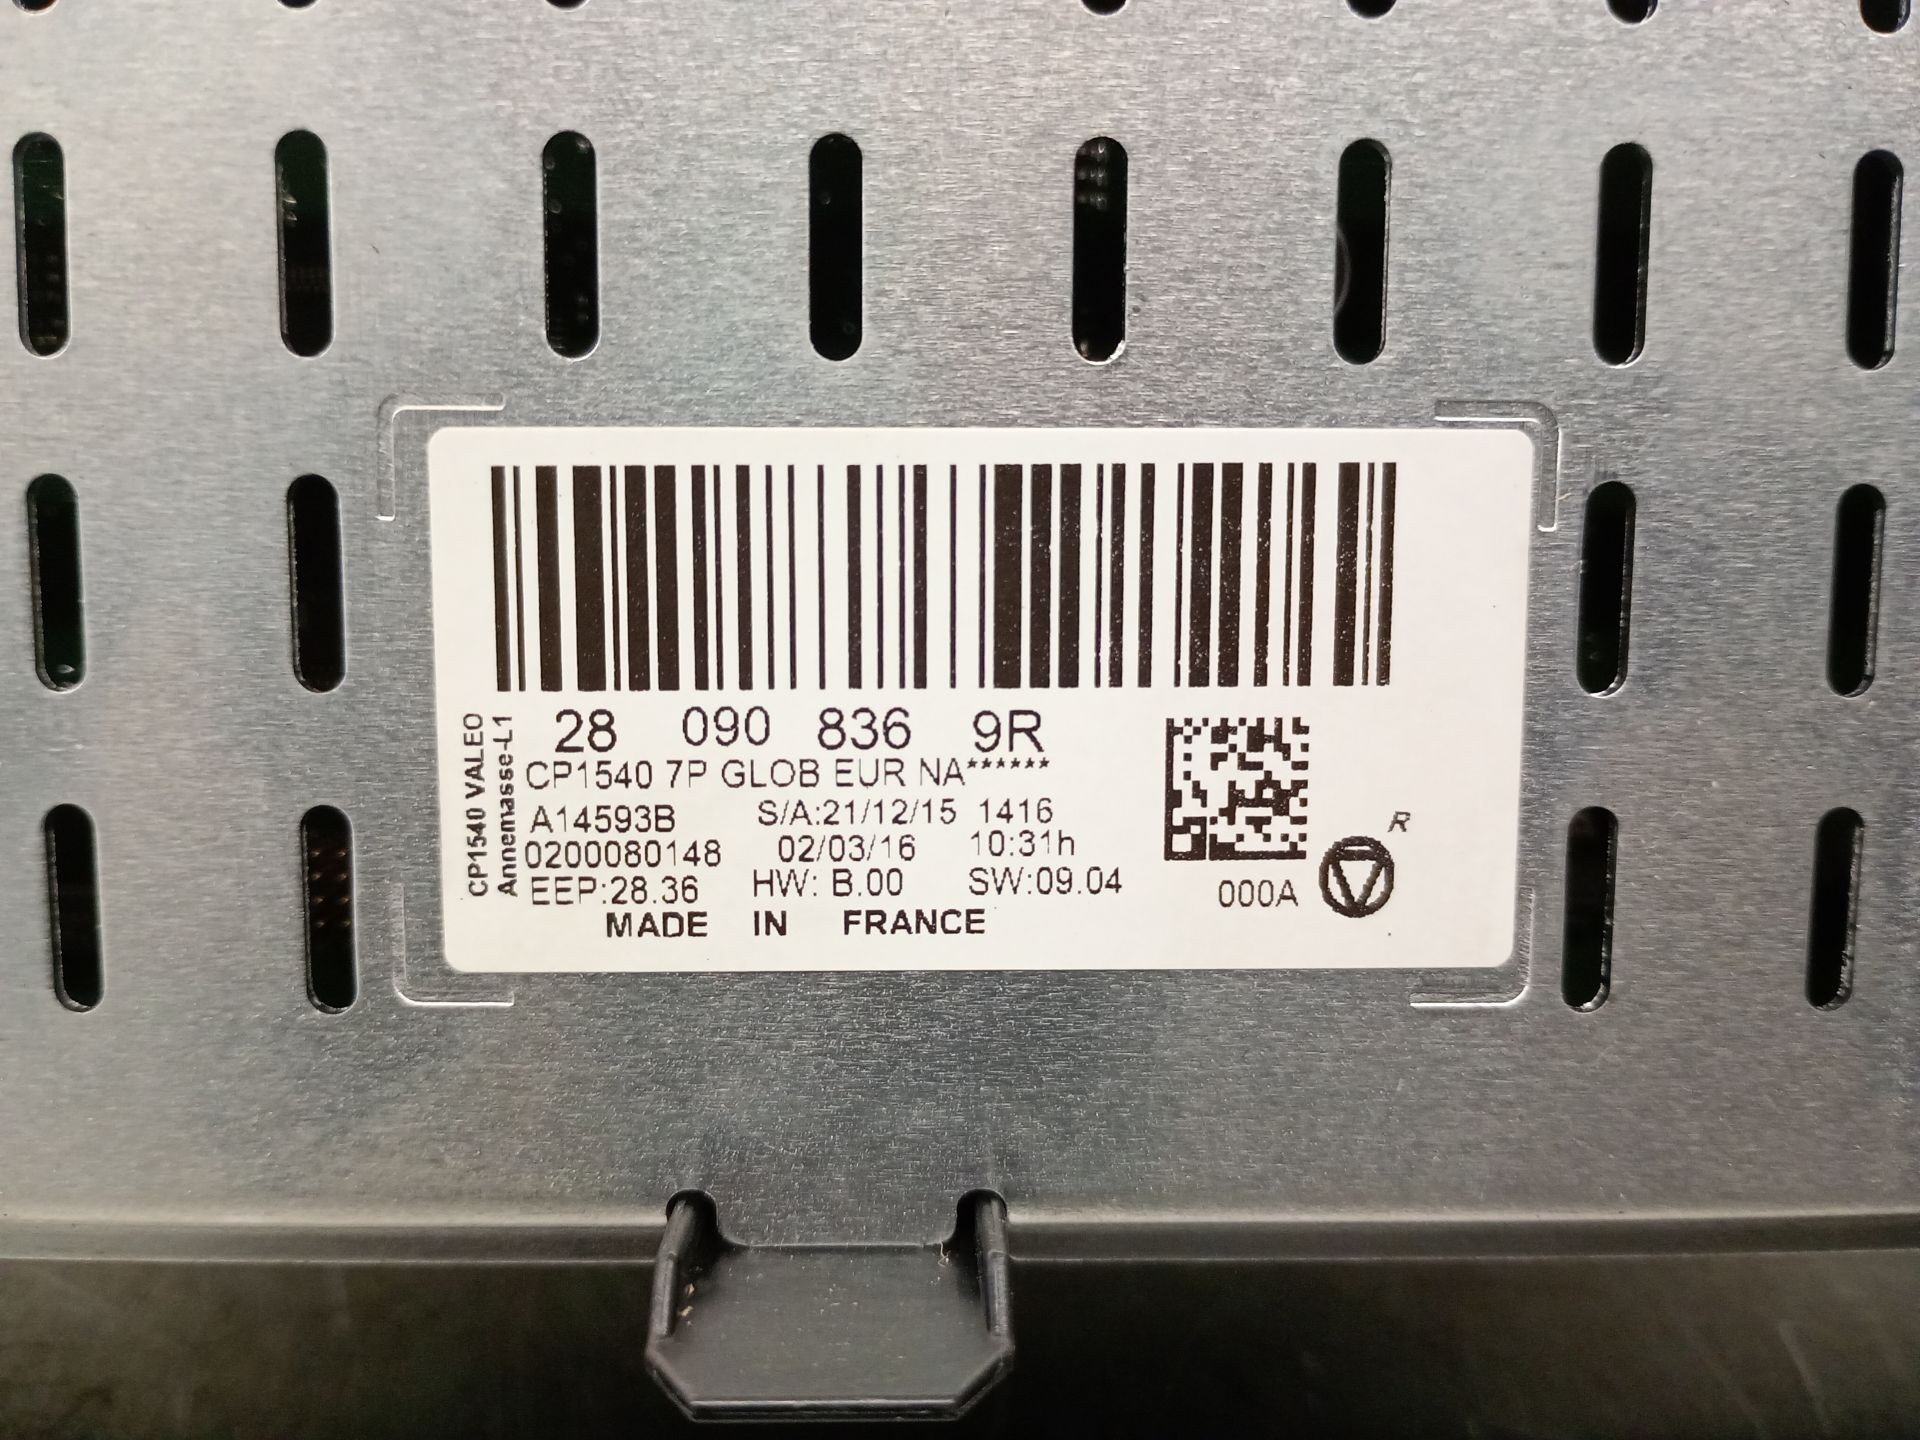 28 090 836 9R
CP1540 7P GLOB EUR NA******
A14593B S/A:21/12/15 1416
0200080148 02/03/16 10:31h
EEP:28.36 HW: B.00 SW:09.04
MADE IN FRANCE
CP1540 VALEO
Annemasse-L1
R
000A